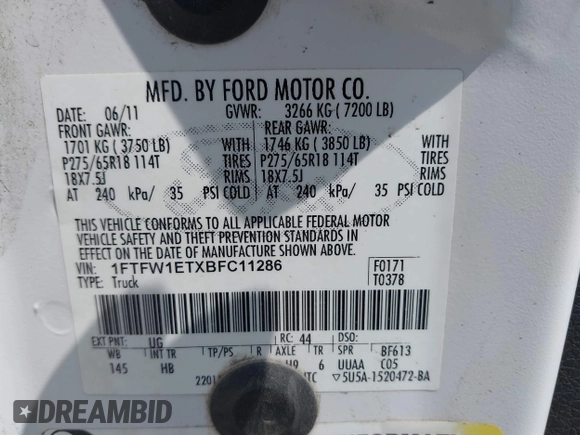 MFD. BY FORD MOTOR CO.
DATE: 06/11 GVWR: 3266 KG ( 7200 LB)
FRONT GAWR: REAR GAWR:
1701 KG ( 3750 LB) WITH 1746 KG ( 3850 LB) WITH
P275/65R18 114T TIRES P275/65R18 114T TIRES
18X7.5J RIMS 18X7.5J RIMS
AT 240 kPa/ 35 PSI COLD AT 240 kPa/ 35 PSI COLD
THIS VEHICLE CONFORMS TO ALL APPLICABLE FEDERAL MOTOR
VEHICLE SAFETY AND THEFT PREVENTION STANDARDS IN
EFFECT ON THE DATE OF MANUFACTURE SHOWN ABOVE.
VIN: 1FTFW1ETXBFC11286 F0171
TYPE: Truck T0378
EXT PNT: UG RC: 44 DSO:
WB INT TR TP/PS R AXLE TR SPR BF613
145 HB H9 6 UUAA C05
5U5A-1520472-BA
DREAMBID